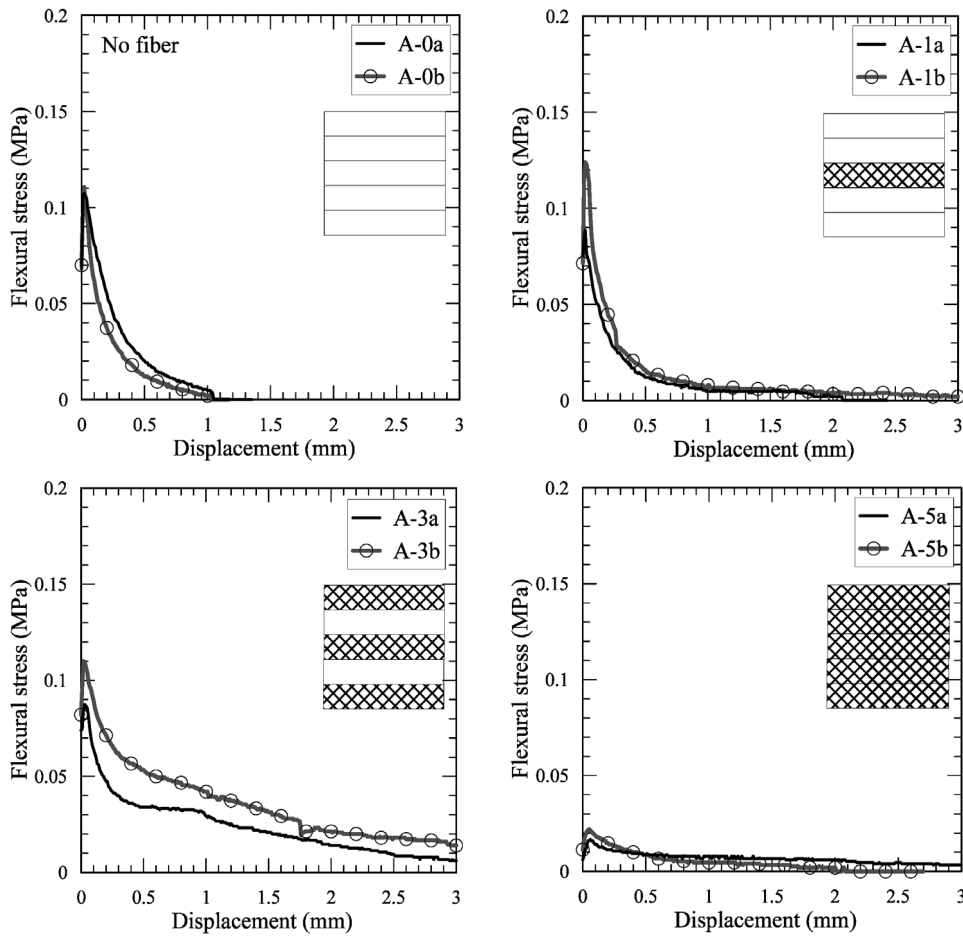 No fiber
A-0a
A-0b
0.2
0.15
0.1
0.05
0
Flexural stress (MPa)
0 0.5 1 1.5 2 2.5 3
Displacement (mm)
A-1a
A-1b
0.2
0.15
0.1
0.05
0
Flexural stress (MPa)
0 0.5 1 1.5 2 2.5 3
Displacement (mm)
A-3a
A-3b
0.2
0.15
0.1
0.05
0
Flexural stress (MPa)
0 0.5 1 1.5 2 2.5 3
Displacement (mm)
A-5a
A-5b
0.2
0.15
0.1
0.05
0
Flexural stress (MPa)
0 0.5 1 1.5 2 2.5 3
Displacement (mm)